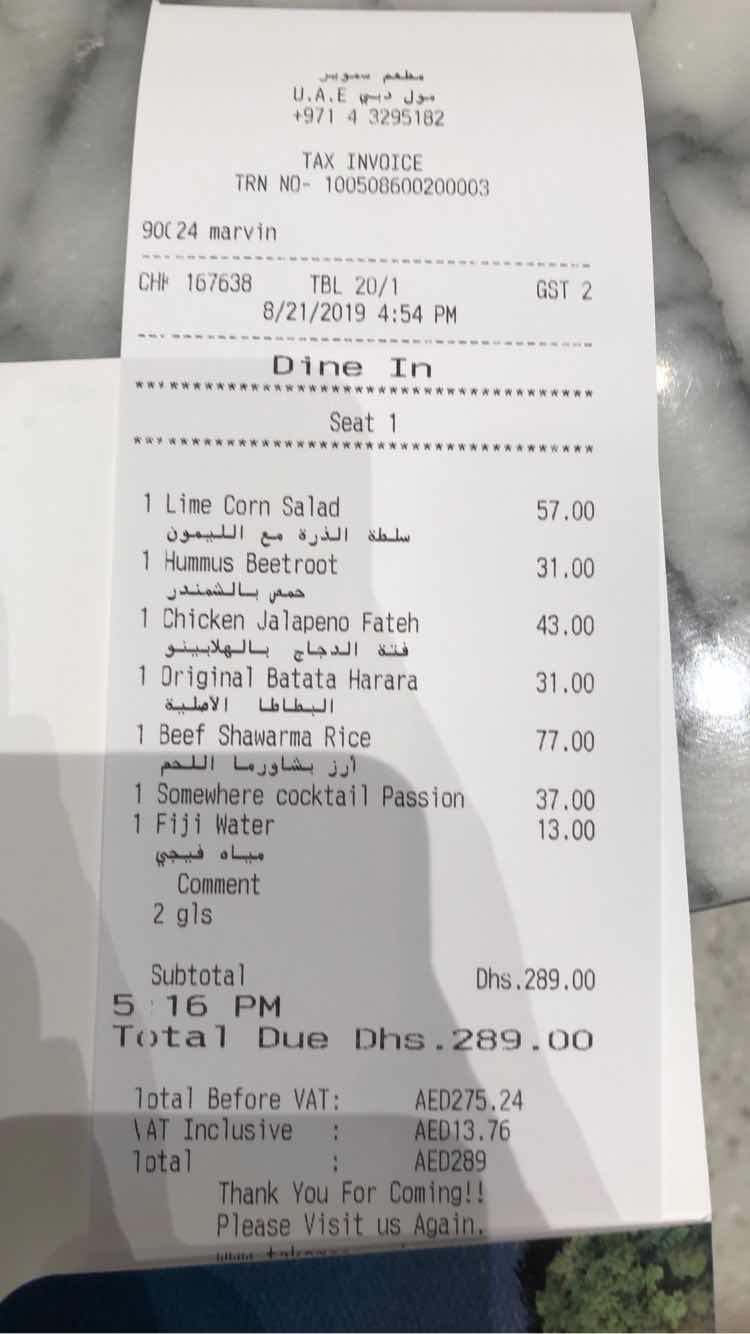 مطعم سموير
U.A.E مول دبي
+971 4 3295182
TAX INVOICE
TRN NO- 100508600200003
90024 marvin
CHK 167638 TBL 20/1 GST 2
8/21/2019 4:54 PM
Dine In
Seat 1
1 Lime Corn Salad 57.00
سلطة الذرة مع الليمون
1 Hummus Beetroot 31.00
حمص بالشمندر
1 Chicken Jalapeno Fateh 43.00
فتة الدجاج بالهلابينو
1 Original Batata Harara 31.00
البطاطا الأصلية
1 Beef Shawarma Rice 77.00
أرز بشاورما اللحم
1 Somewhere cocktail Passion 37.00
1 Fiji Water 13.00
مياه فيجي
Comment
2 gls
Subtotal Dhs.289.00
5:16 PM
Total Due Dhs.289.00
Total Before VAT: AED275.24
VAT Inclusive : AED13.76
Total : AED289
Thank You For Coming!!
Please Visit us Again.